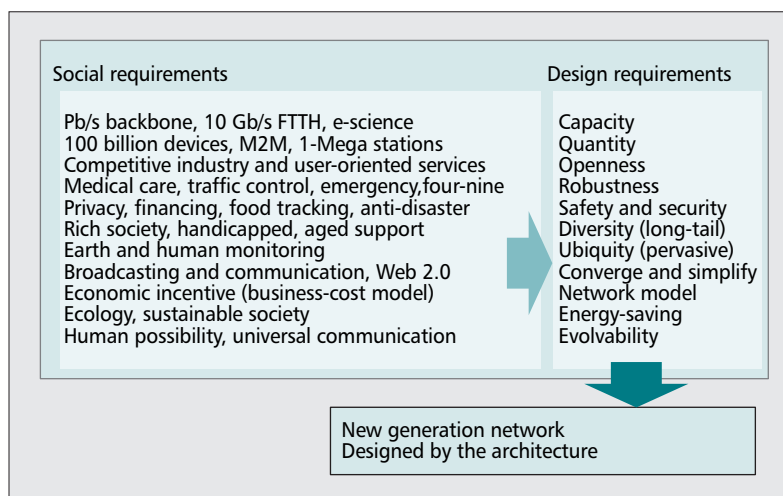 Social requirements
Pb/s backbone, 10 Gb/s FTTH, e-science
100 billion devices, M2M, 1-Mega stations
Competitive industry and user-oriented services
Medical care, traffic control, emergency,four-nine
Privacy, financing, food tracking, anti-disaster
Rich society, handicapped, aged support
Earth and human monitoring
Broadcasting and communication, Web 2.0
Economic incentive (business-cost model)
Ecology, sustainable society
Human possibility, universal communication
Design requirements
Capacity
Quantity
Openness
Robustness
Safety and security
Diversity (long-tail)
Ubiquity (pervasive)
Converge and simplify
Network model
Energy-saving
Evolvability
New generation network
Designed by the architecture